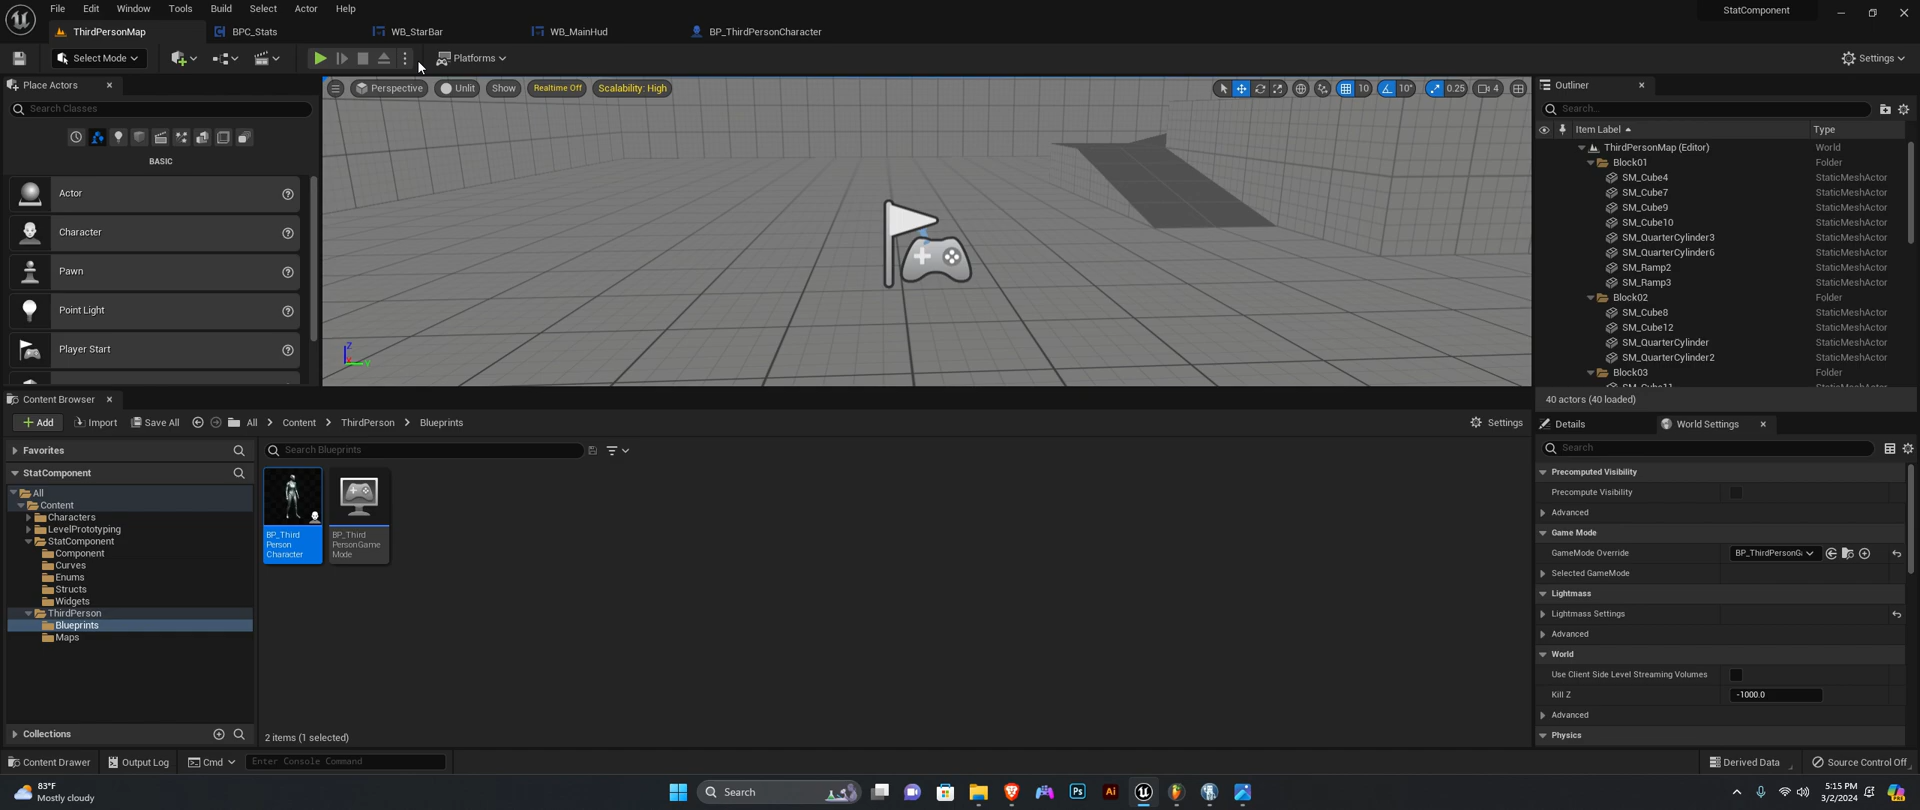 File Edit Window Tools Build Select Actor Help
StatComponent
ThirdPersonMap BPC_Stats WB_StarBar WB_MainHud BP_ThirdPersonCharacter
Select Mode Platforms Settings
Place Actors
Search Classes
BASIC
Actor
Character
Pawn
Point Light
Player Start
Perspective Unlit Show Realtime Off Scalability: High 10 10° 0.25 4
Z
Y
Outliner
Search...
Item Label Type
ThirdPersonMap (Editor) World
Block01 Folder
SM_Cube4 StaticMeshActor
SM_Cube7 StaticMeshActor
SM_Cube9 StaticMeshActor
SM_Cube10 StaticMeshActor
SM_QuarterCylinder3 StaticMeshActor
SM_QuarterCylinder6 StaticMeshActor
SM_Ramp2 StaticMeshActor
SM_Ramp3 StaticMeshActor
Block02 Folder
SM_Cube8 StaticMeshActor
SM_Cube12 StaticMeshActor
SM_QuarterCylinder StaticMeshActor
SM_QuarterCylinder2 StaticMeshActor
Block03 Folder
SM_Cube11 StaticMeshActor
40 actors (40 loaded)
Content Browser
Add Import Save All All Content ThirdPerson Blueprints Settings
Favorites
StatComponent
All
Content
Characters
LevelPrototyping
StatComponent
Component
Curves
Enums
Structs
Widgets
ThirdPerson
Blueprints
Maps
Collections
Search Blueprints
BP_Third
Person
Character
BP_Third
PersonGame
Mode
2 items (1 selected)
Details World Settings
Search
Precomputed Visibility
Precompute Visibility
Advanced
Game Mode
GameMode Override BP_ThirdPersonGa
Selected GameMode
Lightmass
Lightmass Settings
Advanced
World
Use Client Side Level Streaming Volumes
Kill Z -1000.0
Advanced
Physics
Content Drawer Output Log Cmd Enter Console Command Derived Data Source Control Off
83°F
Mostly cloudy
Search
Ps Ai
5:15 PM
3/2/2024